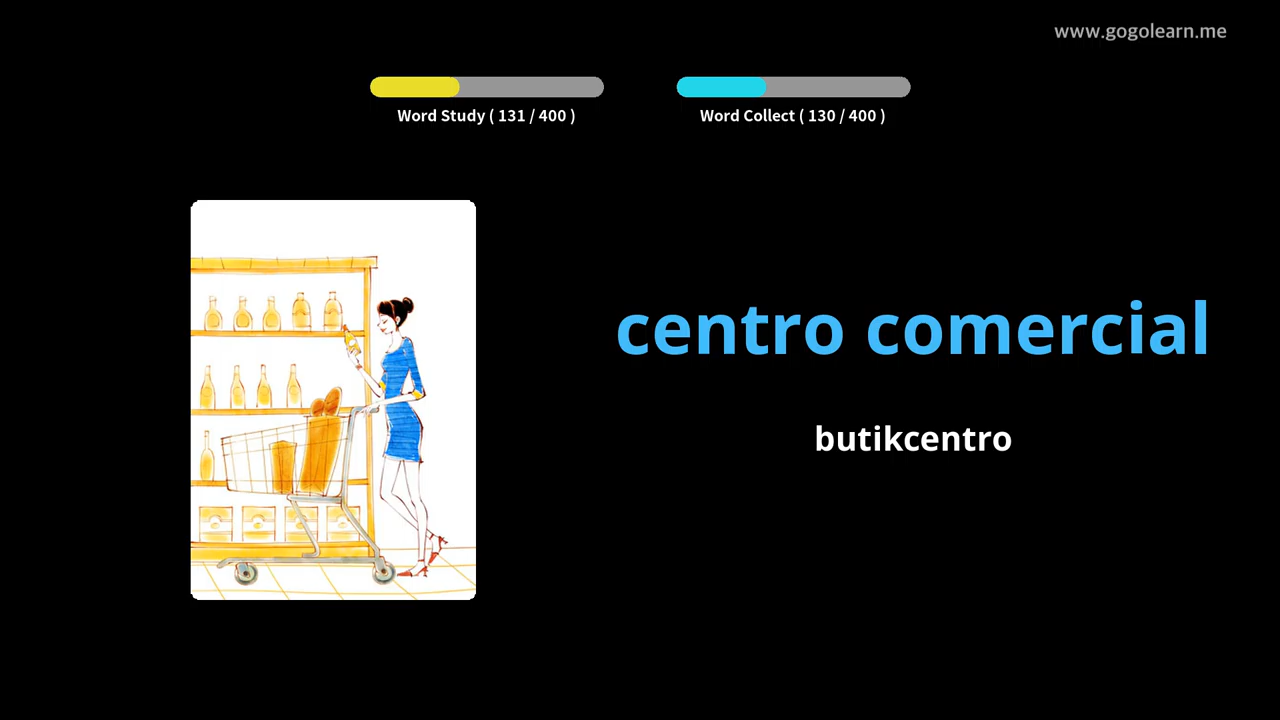 www.gogolearn.me
Word Study ( 131 / 400 )
Word Collect ( 130 / 400 )
centro comercial
butikcentro